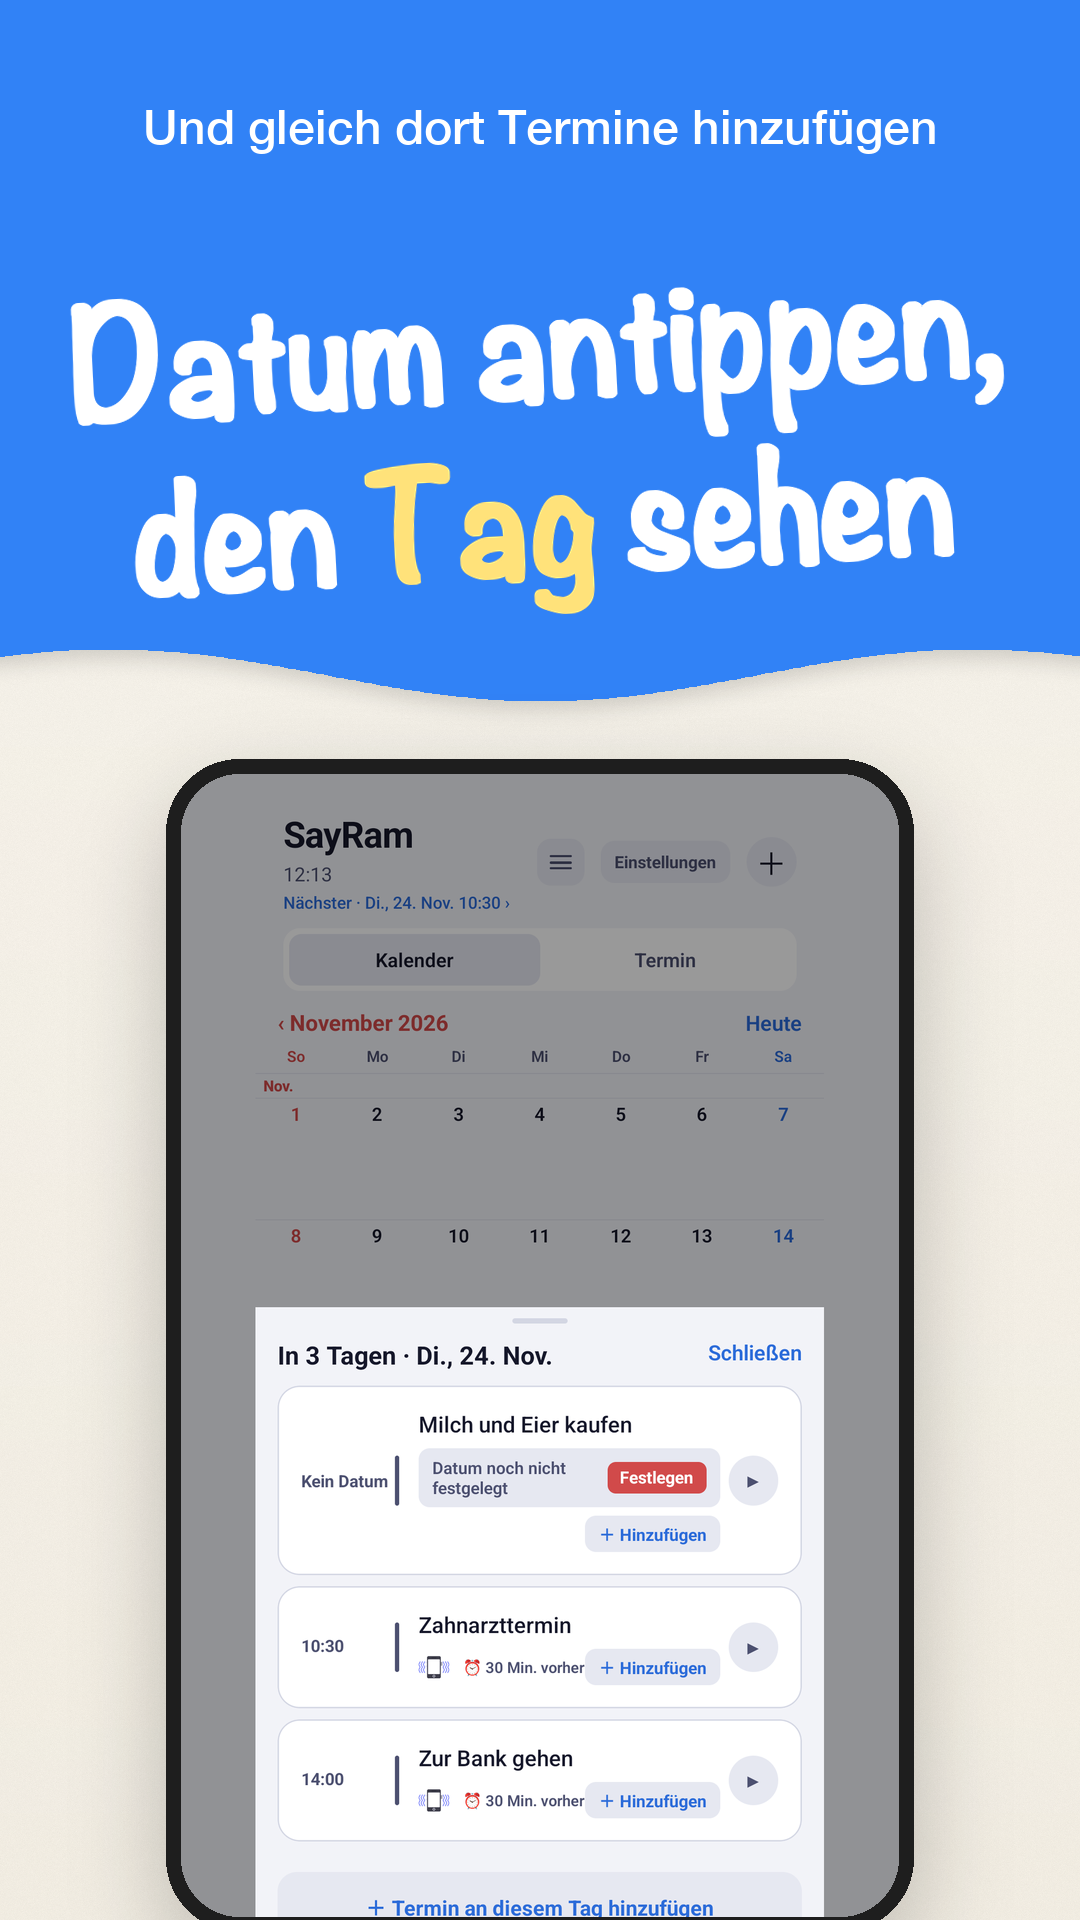 Und gleich dort Termine hinzufügen
Datum antippen,
den Tag sehen
SayRam
12:13
Nächster · Di., 24. Nov. 10:30 ›
Einstellungen
+
Kalender
Termin
‹ November 2026
Heute
So Mo Di Mi Do Fr Sa
Nov.
1 2 3 4 5 6 7
8 9 10 11 12 13 14
In 3 Tagen · Di., 24. Nov.
Schließen
Milch und Eier kaufen
Kein Datum
Datum noch nicht
festgelegt
Festlegen
+ Hinzufügen
Zahnarzttermin
10:30
⏰ 30 Min. vorher
+ Hinzufügen
Zur Bank gehen
14:00
⏰ 30 Min. vorher
+ Hinzufügen
+ Termin an diesem Tag hinzufügen